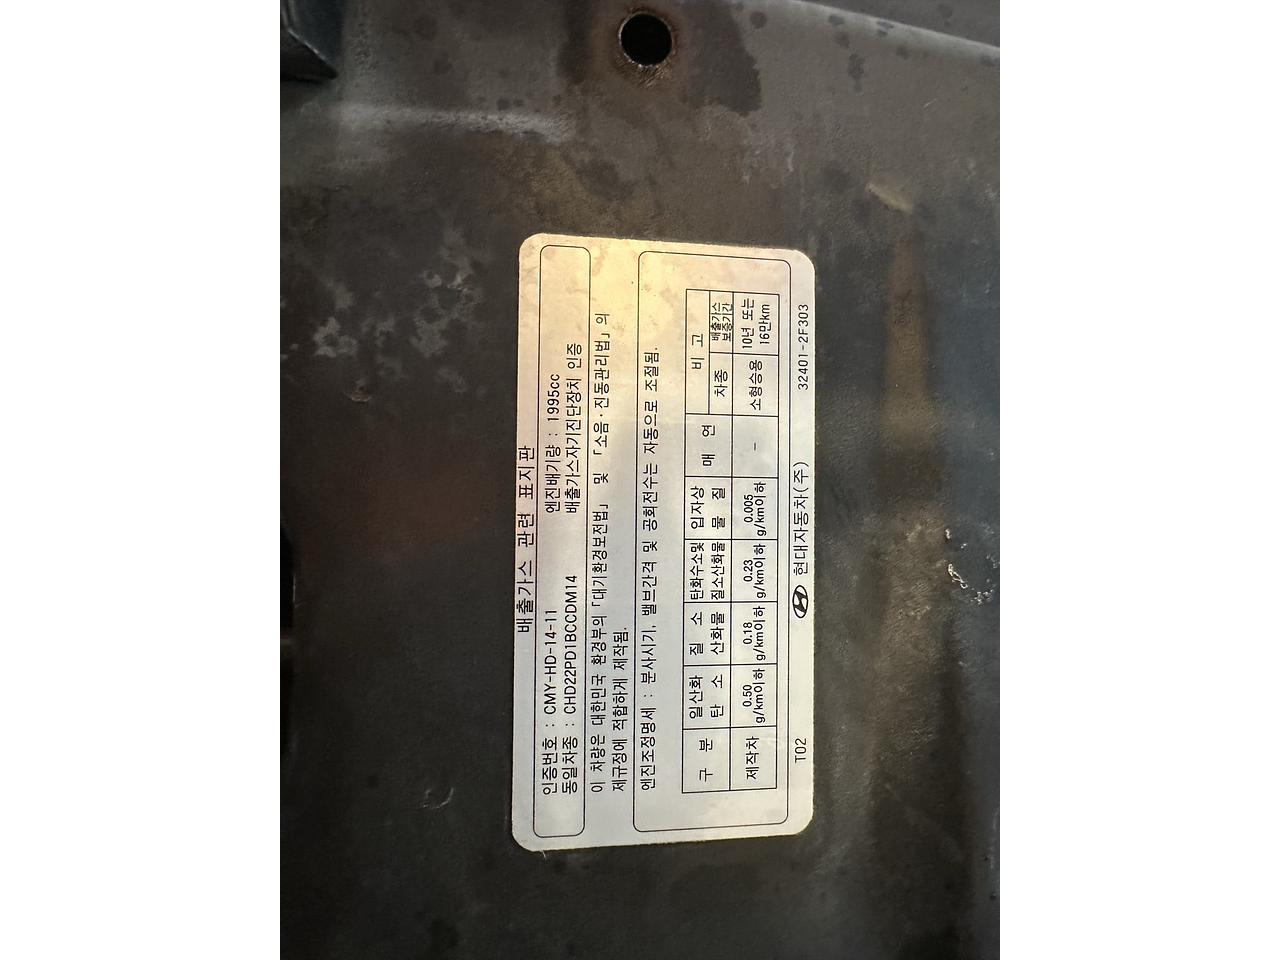 배출가스 관련 표지판
인증번호 : CMY-HD-14-11 엔진배기량 : 1995cc
동일차종 : CHD22PD1BCCDM14 배출가스자기진단장치 인증
이 차량은 대한민국 환경부의 「대기환경보전법」 및 「소음·진동관리법」의
제규정에 적합하게 제작됨.
엔진조정명세 : 분사시기, 밸브간격 및 공회전수는 자동으로 조절됨.
구 분 일산화탄 소 질 소산화물 탄화수소및질소산화물 입자상물 질 매 연 비 고
차종 배출가스보증기간
제작차 0.50g/km이하 0.18g/km이하 0.23g/km이하 0.005g/km이하 - 소형승용 10년 또는16만km
T02 현대자동차(주) 32401-2F303